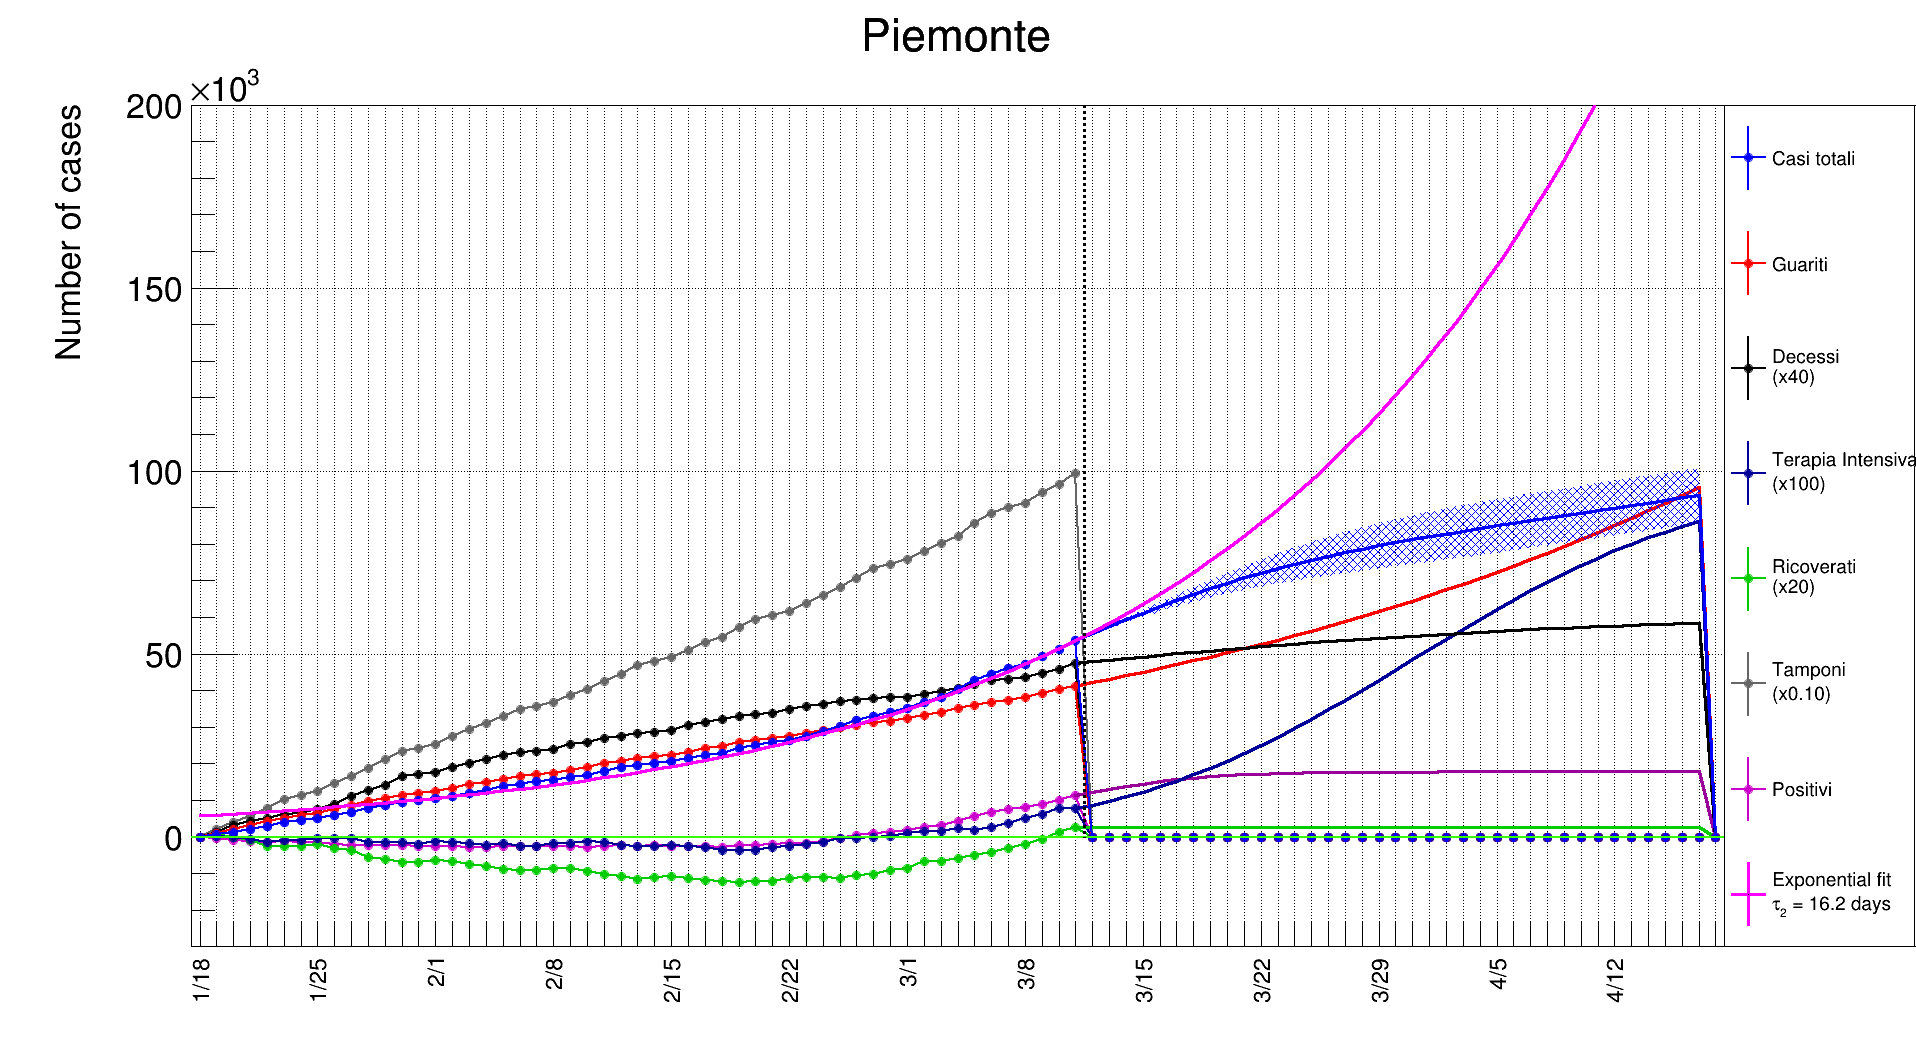 Piemonte
×10³
Number of cases
200
150
100
50
0
1/18
1/25
2/1
2/8
2/15
2/22
3/1
3/8
3/15
3/22
3/29
4/5
4/12
Casi totali
Guariti
Decessi
(x40)
Terapia Intensiva
(x100)
Ricoverati
(x20)
Tamponi
(x0.10)
Positivi
Exponential fit
τ₂ = 16.2 days